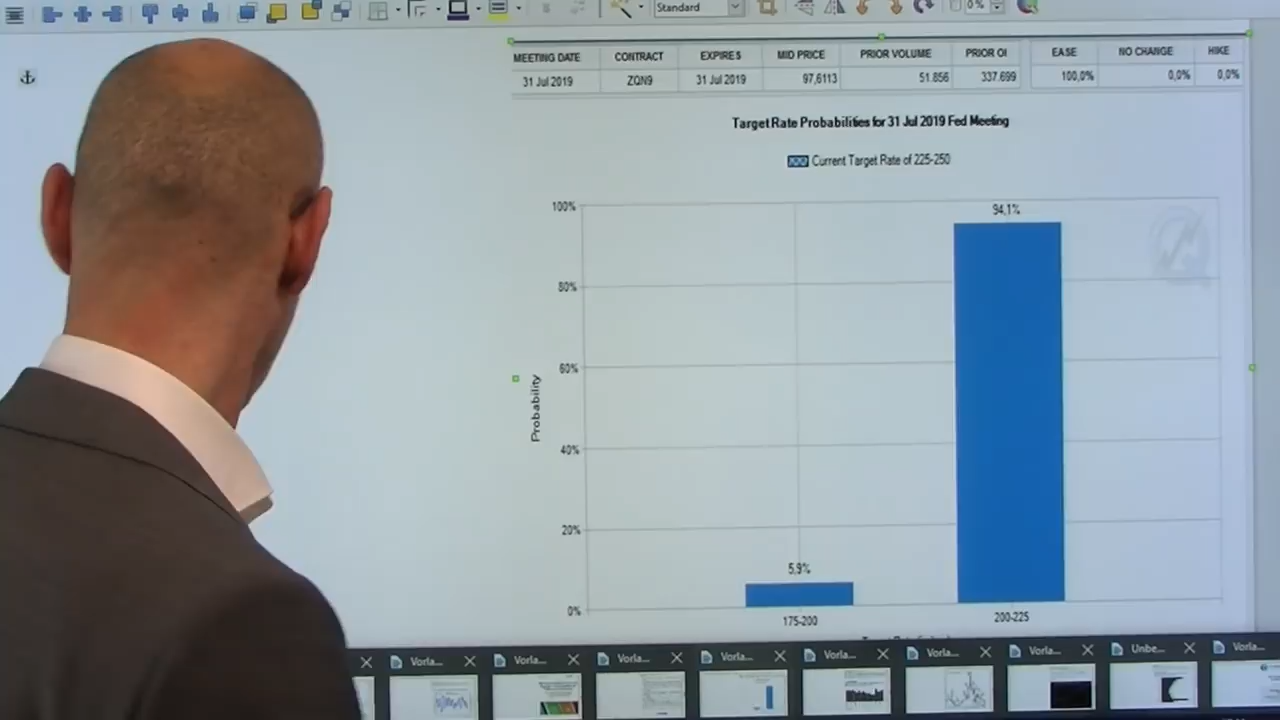 Standard
0%
MEETING DATE CONTRACT EXPIRES MID PRICE PRIOR VOLUME PRIOR OI EASE NO CHANGE HIKE
31 Jul 2019 ZQN9 31 Jul 2019 97,6113 51.856 337.699 100,0% 0,0% 0,0%
Target Rate Probabilities for 31 Jul 2019 Fed Meeting
Current Target Rate of 225-250
100%
94,1%
80%
60%
Probability
40%
20%
5,9%
0%
175-200 200-225
Vorla... Vorla... Vorla... Vorla... Vorla... Vorla... Vorla... Unbe... Vorla...